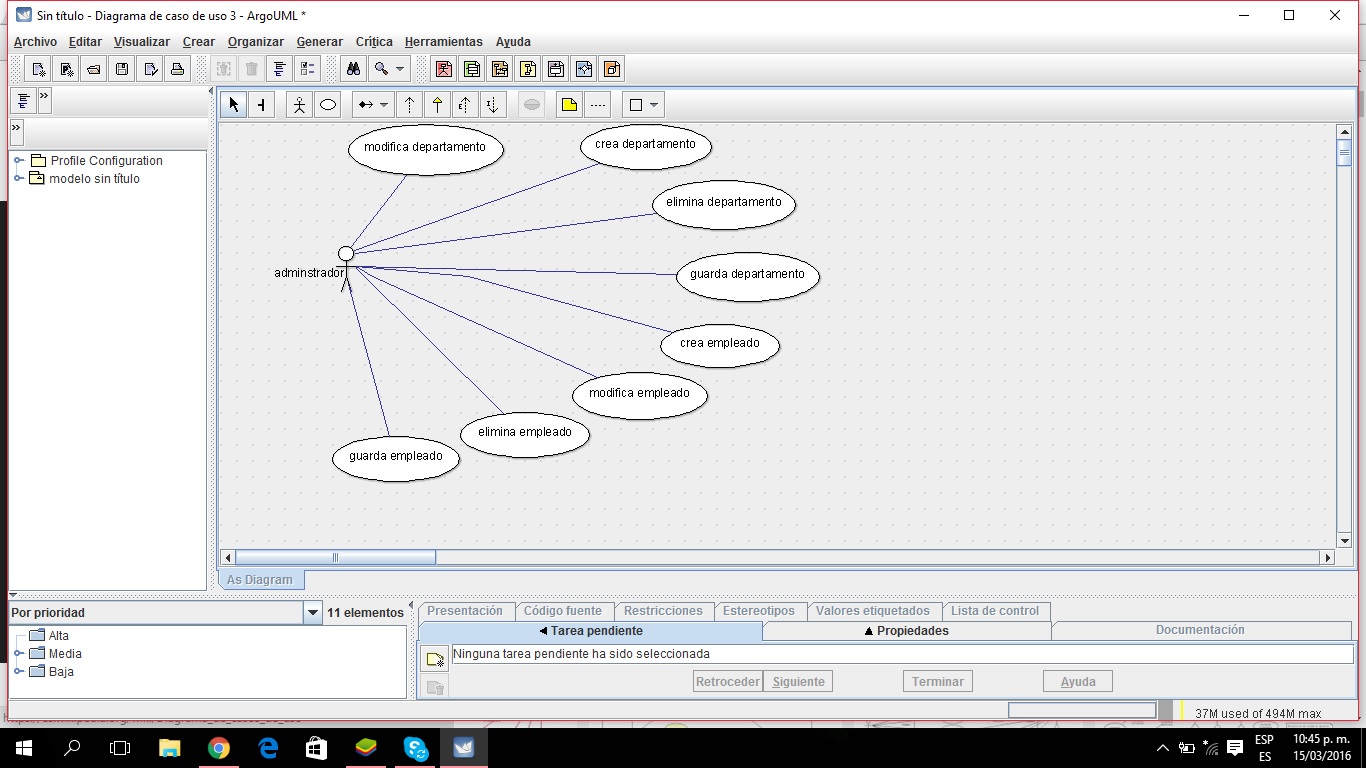 Sin título - Diagrama de caso de uso 3 - ArgoUML *
Archivo Editar Visualizar Crear Organizar Generar Crítica Herramientas Ayuda
Profile Configuration
modelo sin título
modifica departamento
crea departamento
elimina departamento
guarda departamento
adminstrador
crea empleado
modifica empleado
elimina empleado
guarda empleado
As Diagram
Por prioridad
11 elementos
Alta
Media
Baja
Presentación Código fuente Restricciones Estereotipos Valores etiquetados Lista de control
Tarea pendiente Propiedades Documentación
Ninguna tarea pendiente ha sido seleccionada
Retroceder Siguiente Terminar Ayuda
37M used of 494M max
ESP
ES
10:45 p. m.
15/03/2016